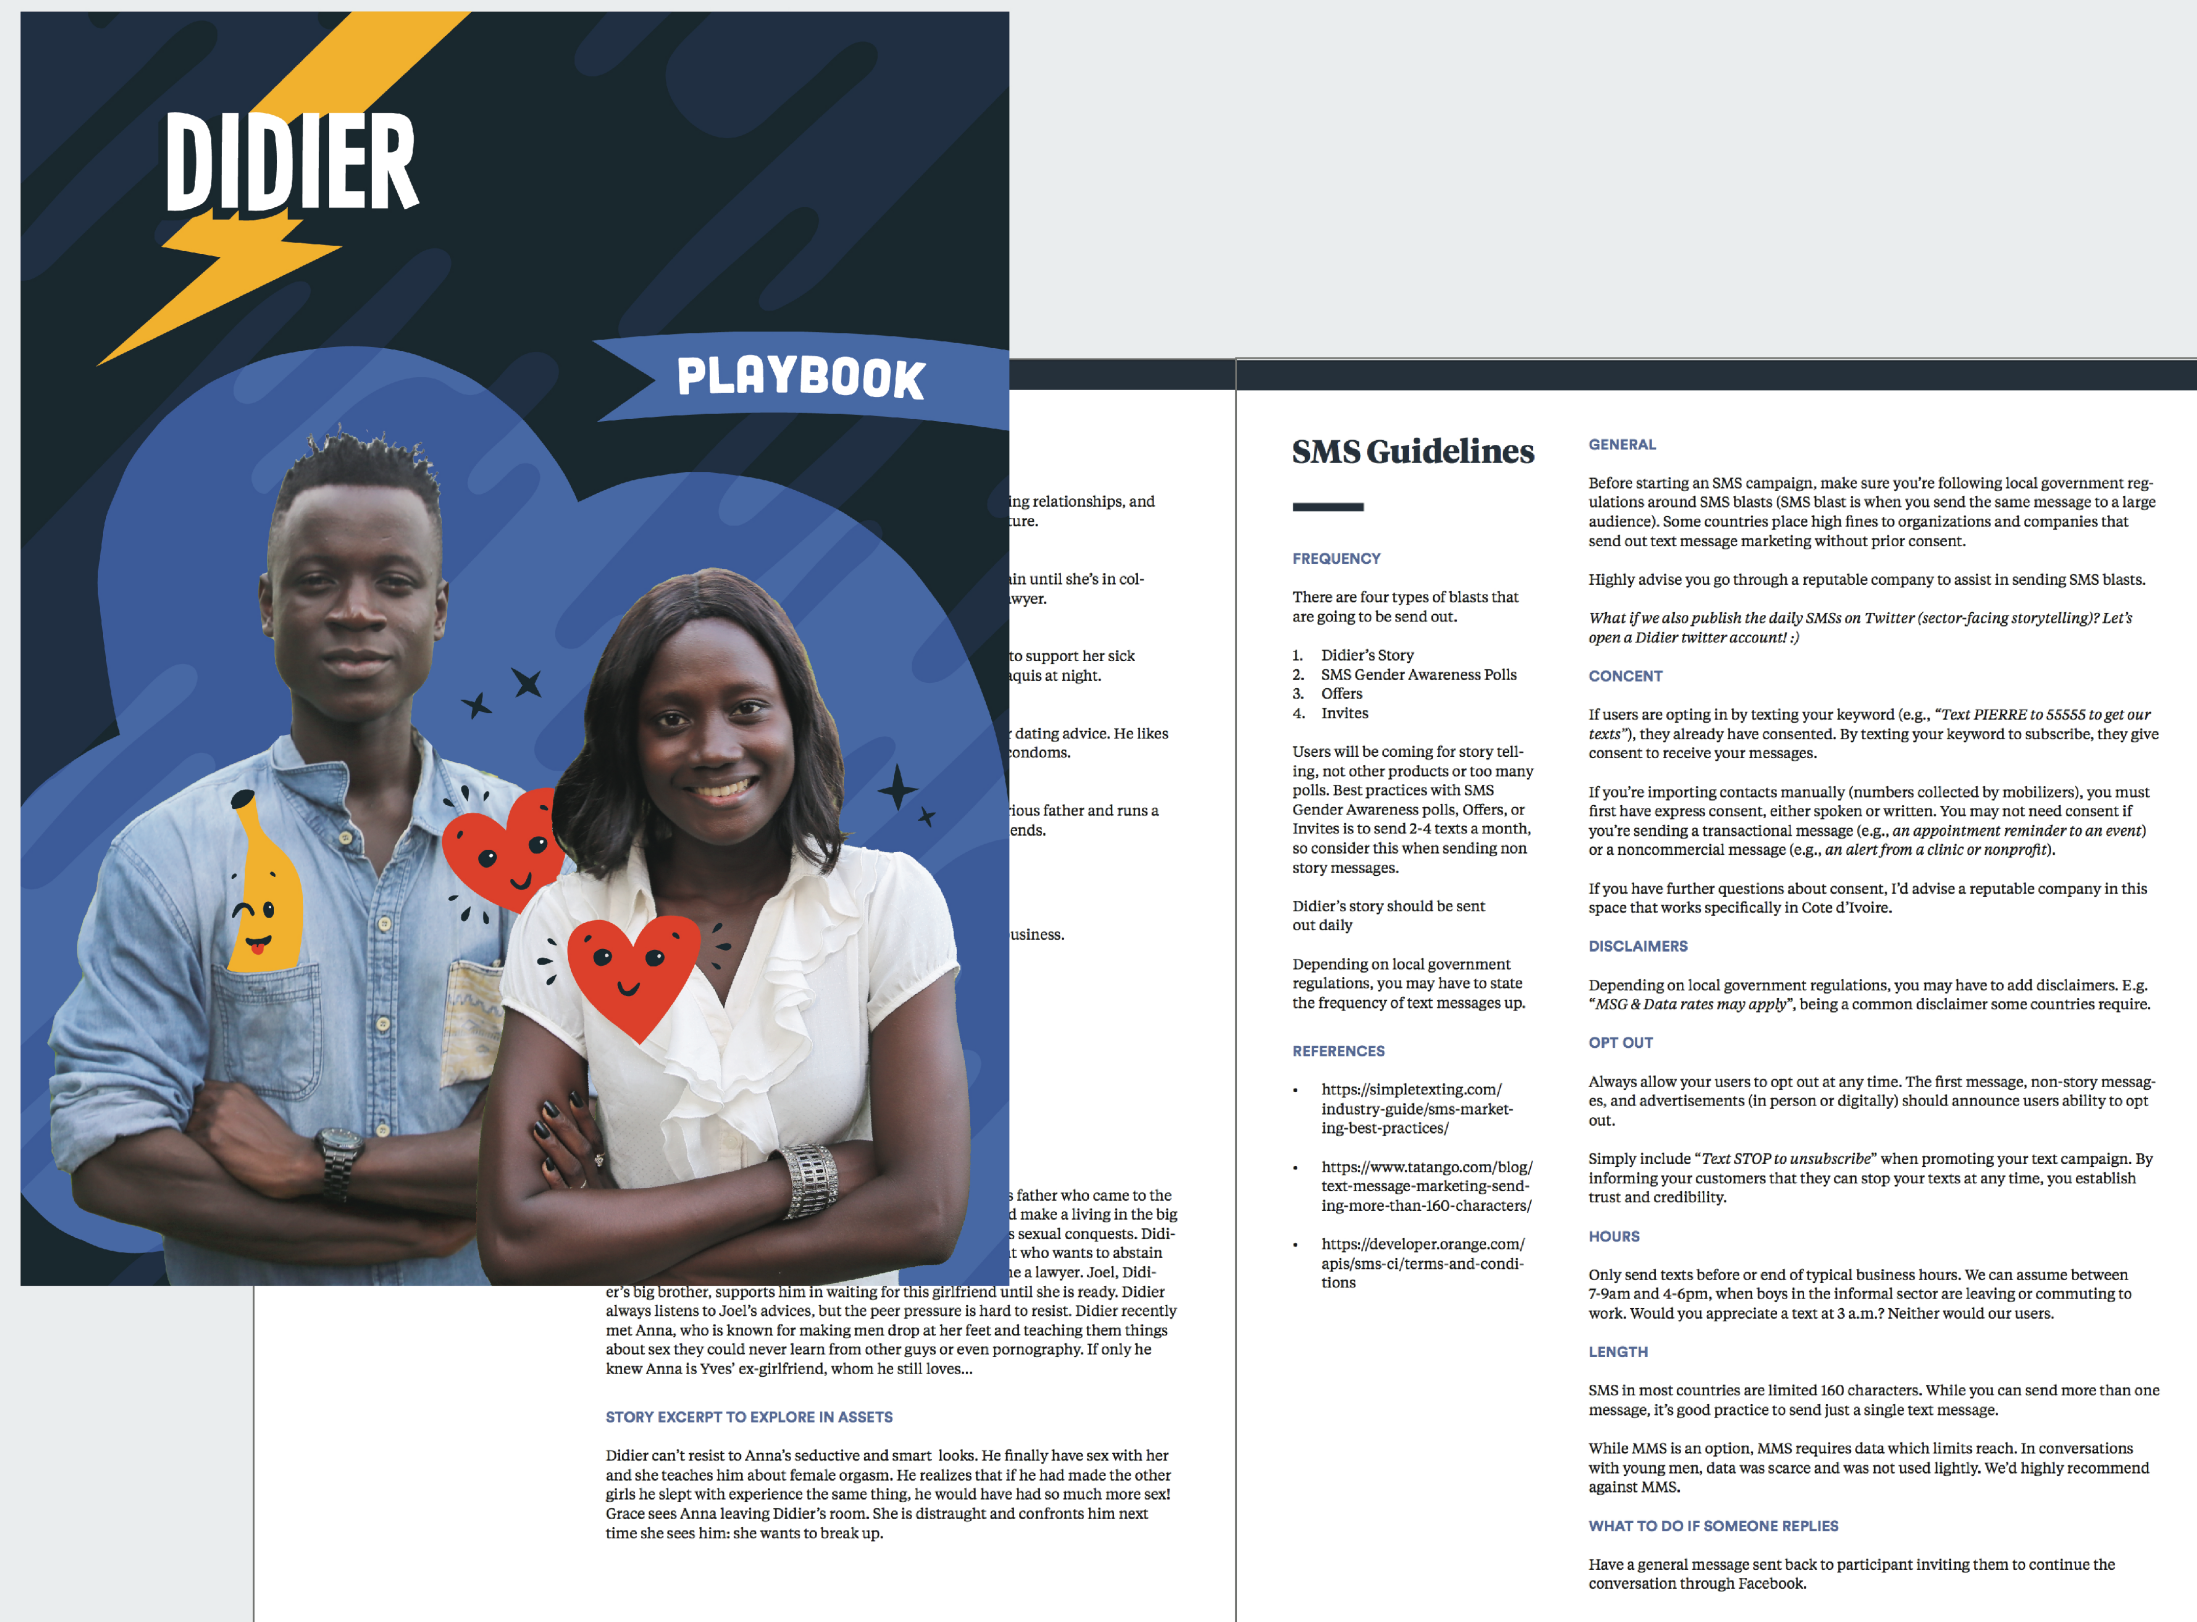 DIDIER
PLAYBOOK
ing relationships, and
ture.
ain until she's in col-
wyer.
to support her sick
aquis at night.
r dating advice. He likes
condoms.
rious father and runs a
ends.
usiness.
s father who came to the
d make a living in the big
s sexual conquests. Didi-
t who wants to abstain
ne a lawyer. Joel, Didi-
er's big brother, supports him in waiting for this girlfriend until she is ready. Didier
always listens to Joel's advices, but the peer pressure is hard to resist. Didier recently
met Anna, who is known for making men drop at her feet and teaching them things
about sex they could never learn from other guys or even pornography. If only he
knew Anna is Yves' ex-girlfriend, whom he still loves...
STORY EXCERPT TO EXPLORE IN ASSETS
Didier can't resist to Anna's seductive and smart looks. He finally have sex with her
and she teaches him about female orgasm. He realizes that if he had made the other
girls he slept with experience the same thing, he would have had so much more sex!
Grace sees Anna leaving Didier's room. She is distraught and confronts him next
time she sees him: she wants to break up.
SMS Guidelines
FREQUENCY
There are four types of blasts that
are going to be send out.
1. Didier's Story
2. SMS Gender Awareness Polls
3. Offers
4. Invites
Users will be coming for story tell-
ing, not other products or too many
polls. Best practices with SMS
Gender Awareness polls, Offers, or
Invites is to send 2-4 texts a month,
so consider this when sending non
story messages.
Didier's story should be sent
out daily
Depending on local government
regulations, you may have to state
the frequency of text messages up.
REFERENCES
• https://simpletexting.com/
industry-guide/sms-market-
ing-best-practices/
• https://www.tatango.com/blog/
text-message-marketing-send-
ing-more-than-160-characters/
• https://developer.orange.com/
apis/sms-ci/terms-and-condi-
tions
GENERAL
Before starting an SMS campaign, make sure you're following local government reg-
ulations around SMS blasts (SMS blast is when you send the same message to a large
audience). Some countries place high fines to organizations and companies that
send out text message marketing without prior consent.
Highly advise you go through a reputable company to assist in sending SMS blasts.
What if we also publish the daily SMSs on Twitter (sector-facing storytelling)? Let's
open a Didier twitter account! :)
CONCENT
If users are opting in by texting your keyword (e.g., "Text PIERRE to 55555 to get our
texts"), they already have consented. By texting your keyword to subscribe, they give
consent to receive your messages.
If you're importing contacts manually (numbers collected by mobilizers), you must
first have express consent, either spoken or written. You may not need consent if
you're sending a transactional message (e.g., an appointment reminder to an event)
or a noncommercial message (e.g., an alert from a clinic or nonprofit).
If you have further questions about consent, I'd advise a reputable company in this
space that works specifically in Cote d'Ivoire.
DISCLAIMERS
Depending on local government regulations, you may have to add disclaimers. E.g.
"MSG & Data rates may apply", being a common disclaimer some countries require.
OPT OUT
Always allow your users to opt out at any time. The first message, non-story messag-
es, and advertisements (in person or digitally) should announce users ability to opt
out.
Simply include "Text STOP to unsubscribe" when promoting your text campaign. By
informing your customers that they can stop your texts at any time, you establish
trust and credibility.
HOURS
Only send texts before or end of typical business hours. We can assume between
7-9am and 4-6pm, when boys in the informal sector are leaving or commuting to
work. Would you appreciate a text at 3 a.m.? Neither would our users.
LENGTH
SMS in most countries are limited 160 characters. While you can send more than one
message, it's good practice to send just a single text message.
While MMS is an option, MMS requires data which limits reach. In conversations
with young men, data was scarce and was not used lightly. We'd highly recommend
against MMS.
WHAT TO DO IF SOMEONE REPLIES
Have a general message sent back to participant inviting them to continue the
conversation through Facebook.